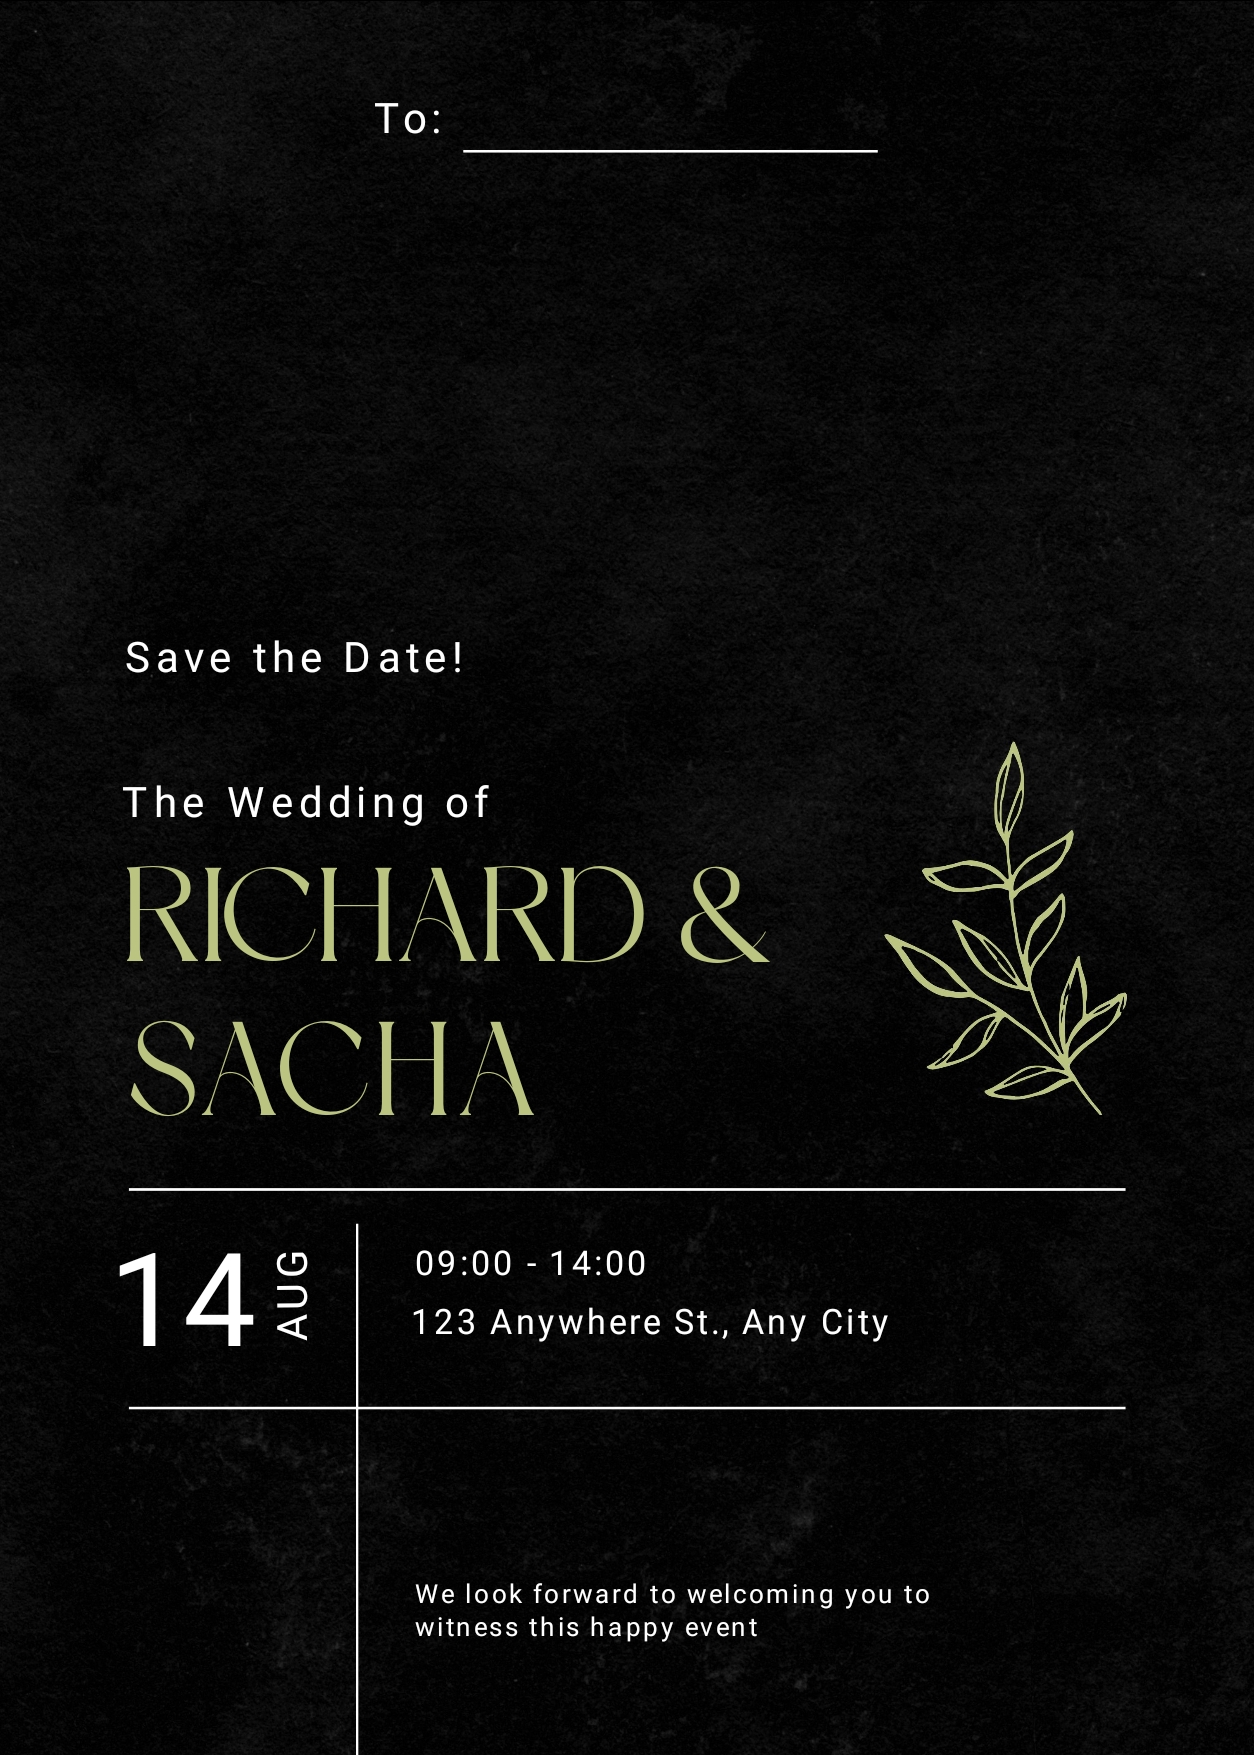 To:
Save the Date!
The Wedding of
RICHARD &
SACHA
14 AUG
09:00 - 14:00
123 Anywhere St., Any City
We look forward to welcoming you to
witness this happy event